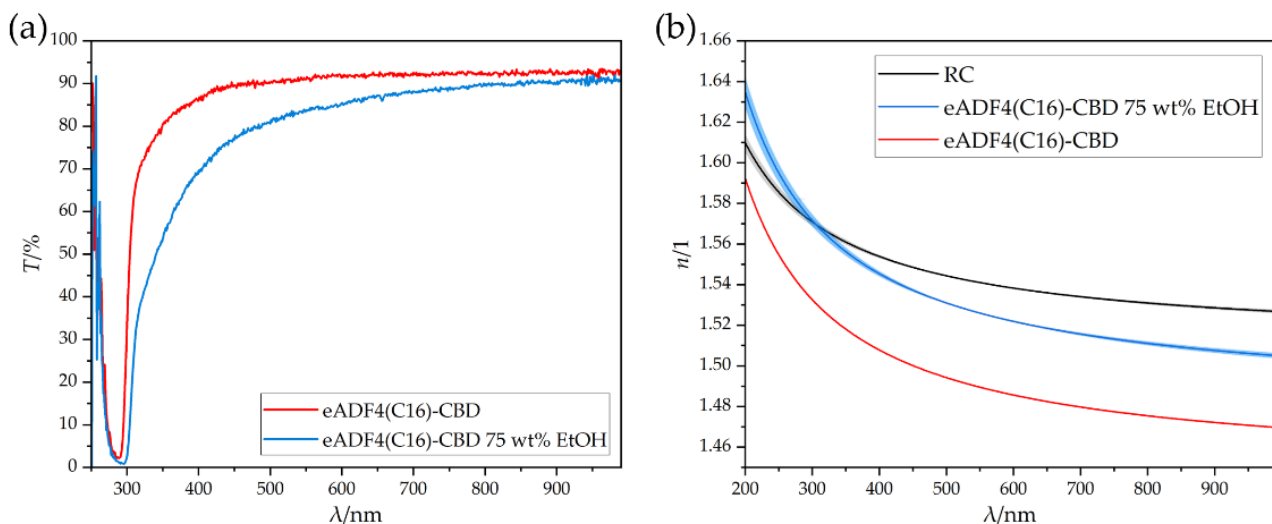 (a)
100
90
80
70
60
50
40
30
20
10
0
T/%
300 400 500 600 700 800 900
λ/nm
eADF4(C16)-CBD
eADF4(C16)-CBD 75 wt% EtOH
(b)
1.66
1.64
1.62
1.60
1.58
1.56
1.54
1.52
1.50
1.48
1.46
n/1
200 300 400 500 600 700 800 900
λ/nm
RC
eADF4(C16)-CBD 75 wt% EtOH
eADF4(C16)-CBD